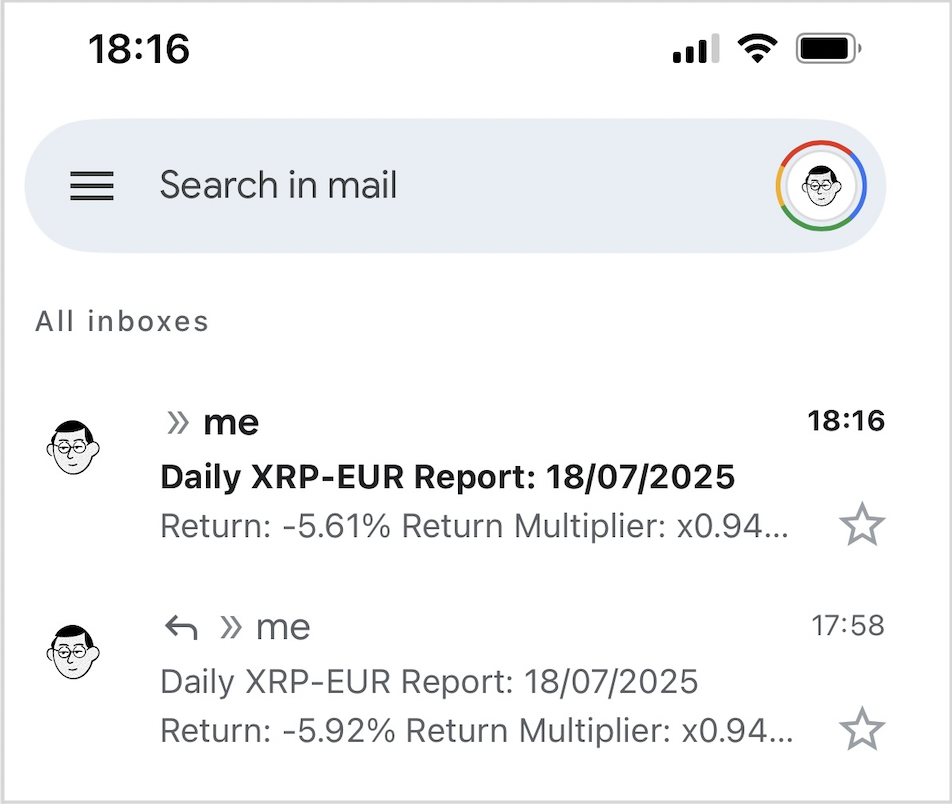 18:16
Search in mail
All inboxes
» me 18:16
Daily XRP-EUR Report: 18/07/2025
Return: -5.61% Return Multiplier: x0.94...
» me 17:58
Daily XRP-EUR Report: 18/07/2025
Return: -5.92% Return Multiplier: x0.94...